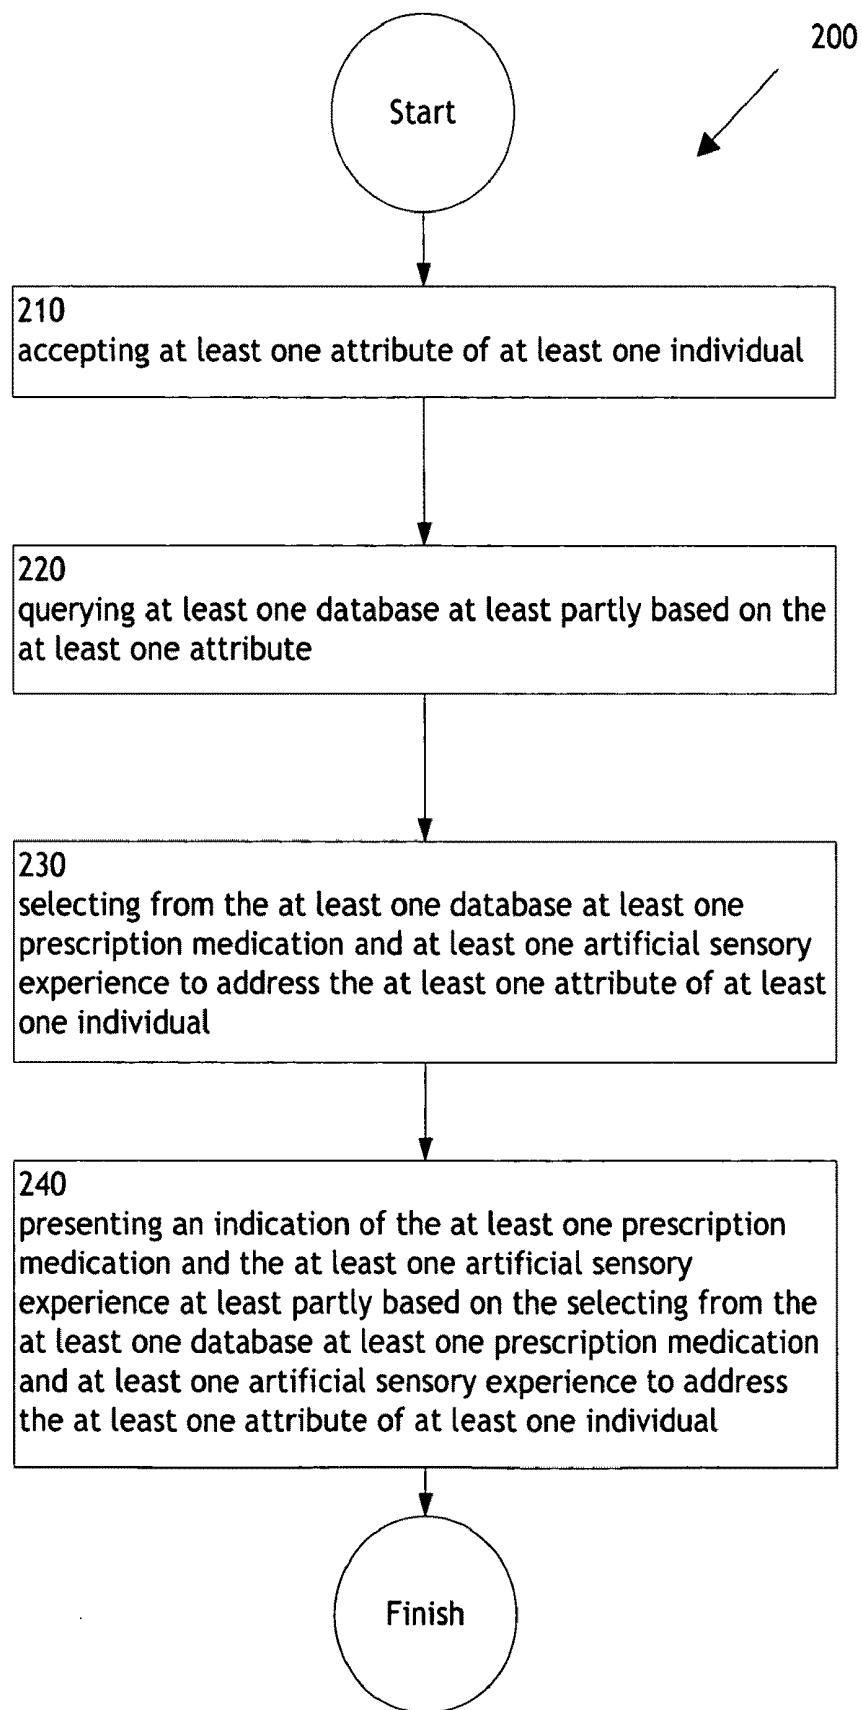 200
Start
210
accepting at least one attribute of at least one individual
220
querying at least one database at least partly based on the
at least one attribute
230
selecting from the at least one database at least one
prescription medication and at least one artificial sensory
experience to address the at least one attribute of at least
one individual
240
presenting an indication of the at least one prescription
medication and the at least one artificial sensory
experience at least partly based on the selecting from the
at least one database at least one prescription medication
and at least one artificial sensory experience to address
the at least one attribute of at least one individual
Finish